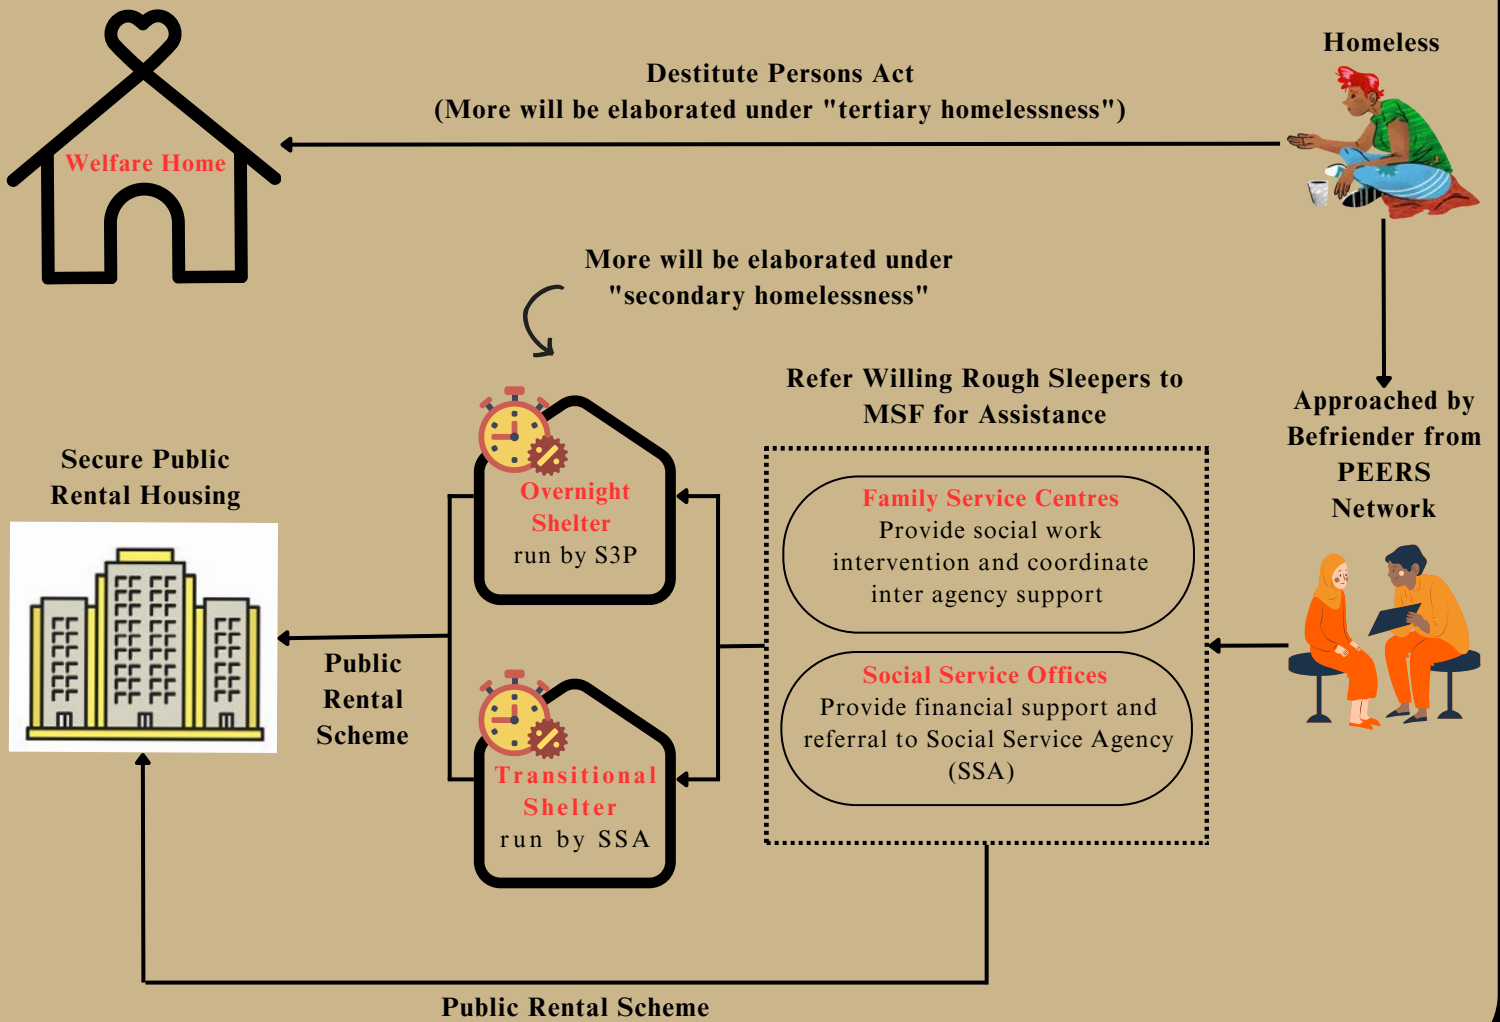 Homeless
Destitute Persons Act
(More will be elaborated under "tertiary homelessness")
Welfare Home
More will be elaborated under
"secondary homelessness"
Refer Willing Rough Sleepers to
MSF for Assistance
Approached by
Befriender from
PEERS
Network
Secure Public
Rental Housing
Overnight
Shelter
run by S3P
Family Service Centres
Provide social work
intervention and coordinate
inter agency support
Public
Rental
Scheme
Social Service Offices
Provide financial support and
referral to Social Service Agency
(SSA)
Transitional
Shelter
run by SSA
Public Rental Scheme